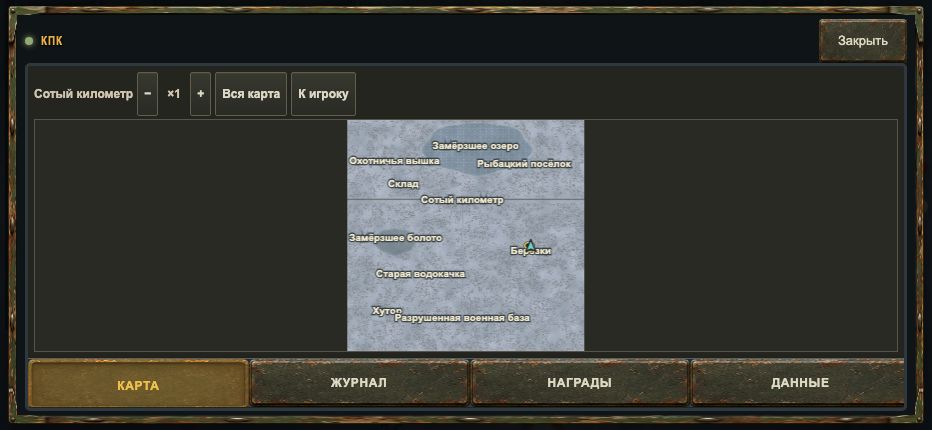 КПК
Закрыть
Сотый километр − ×1 + Вся карта К игроку
Замёрзшее озеро
Охотничья вышка
Рыбацкий посёлок
Склад
Сотый километр
Замёрзшее болото
Берёзки
Старая водокачка
Хутор
Разрушенная военная база
КАРТА ЖУРНАЛ НАГРАДЫ ДАННЫЕ